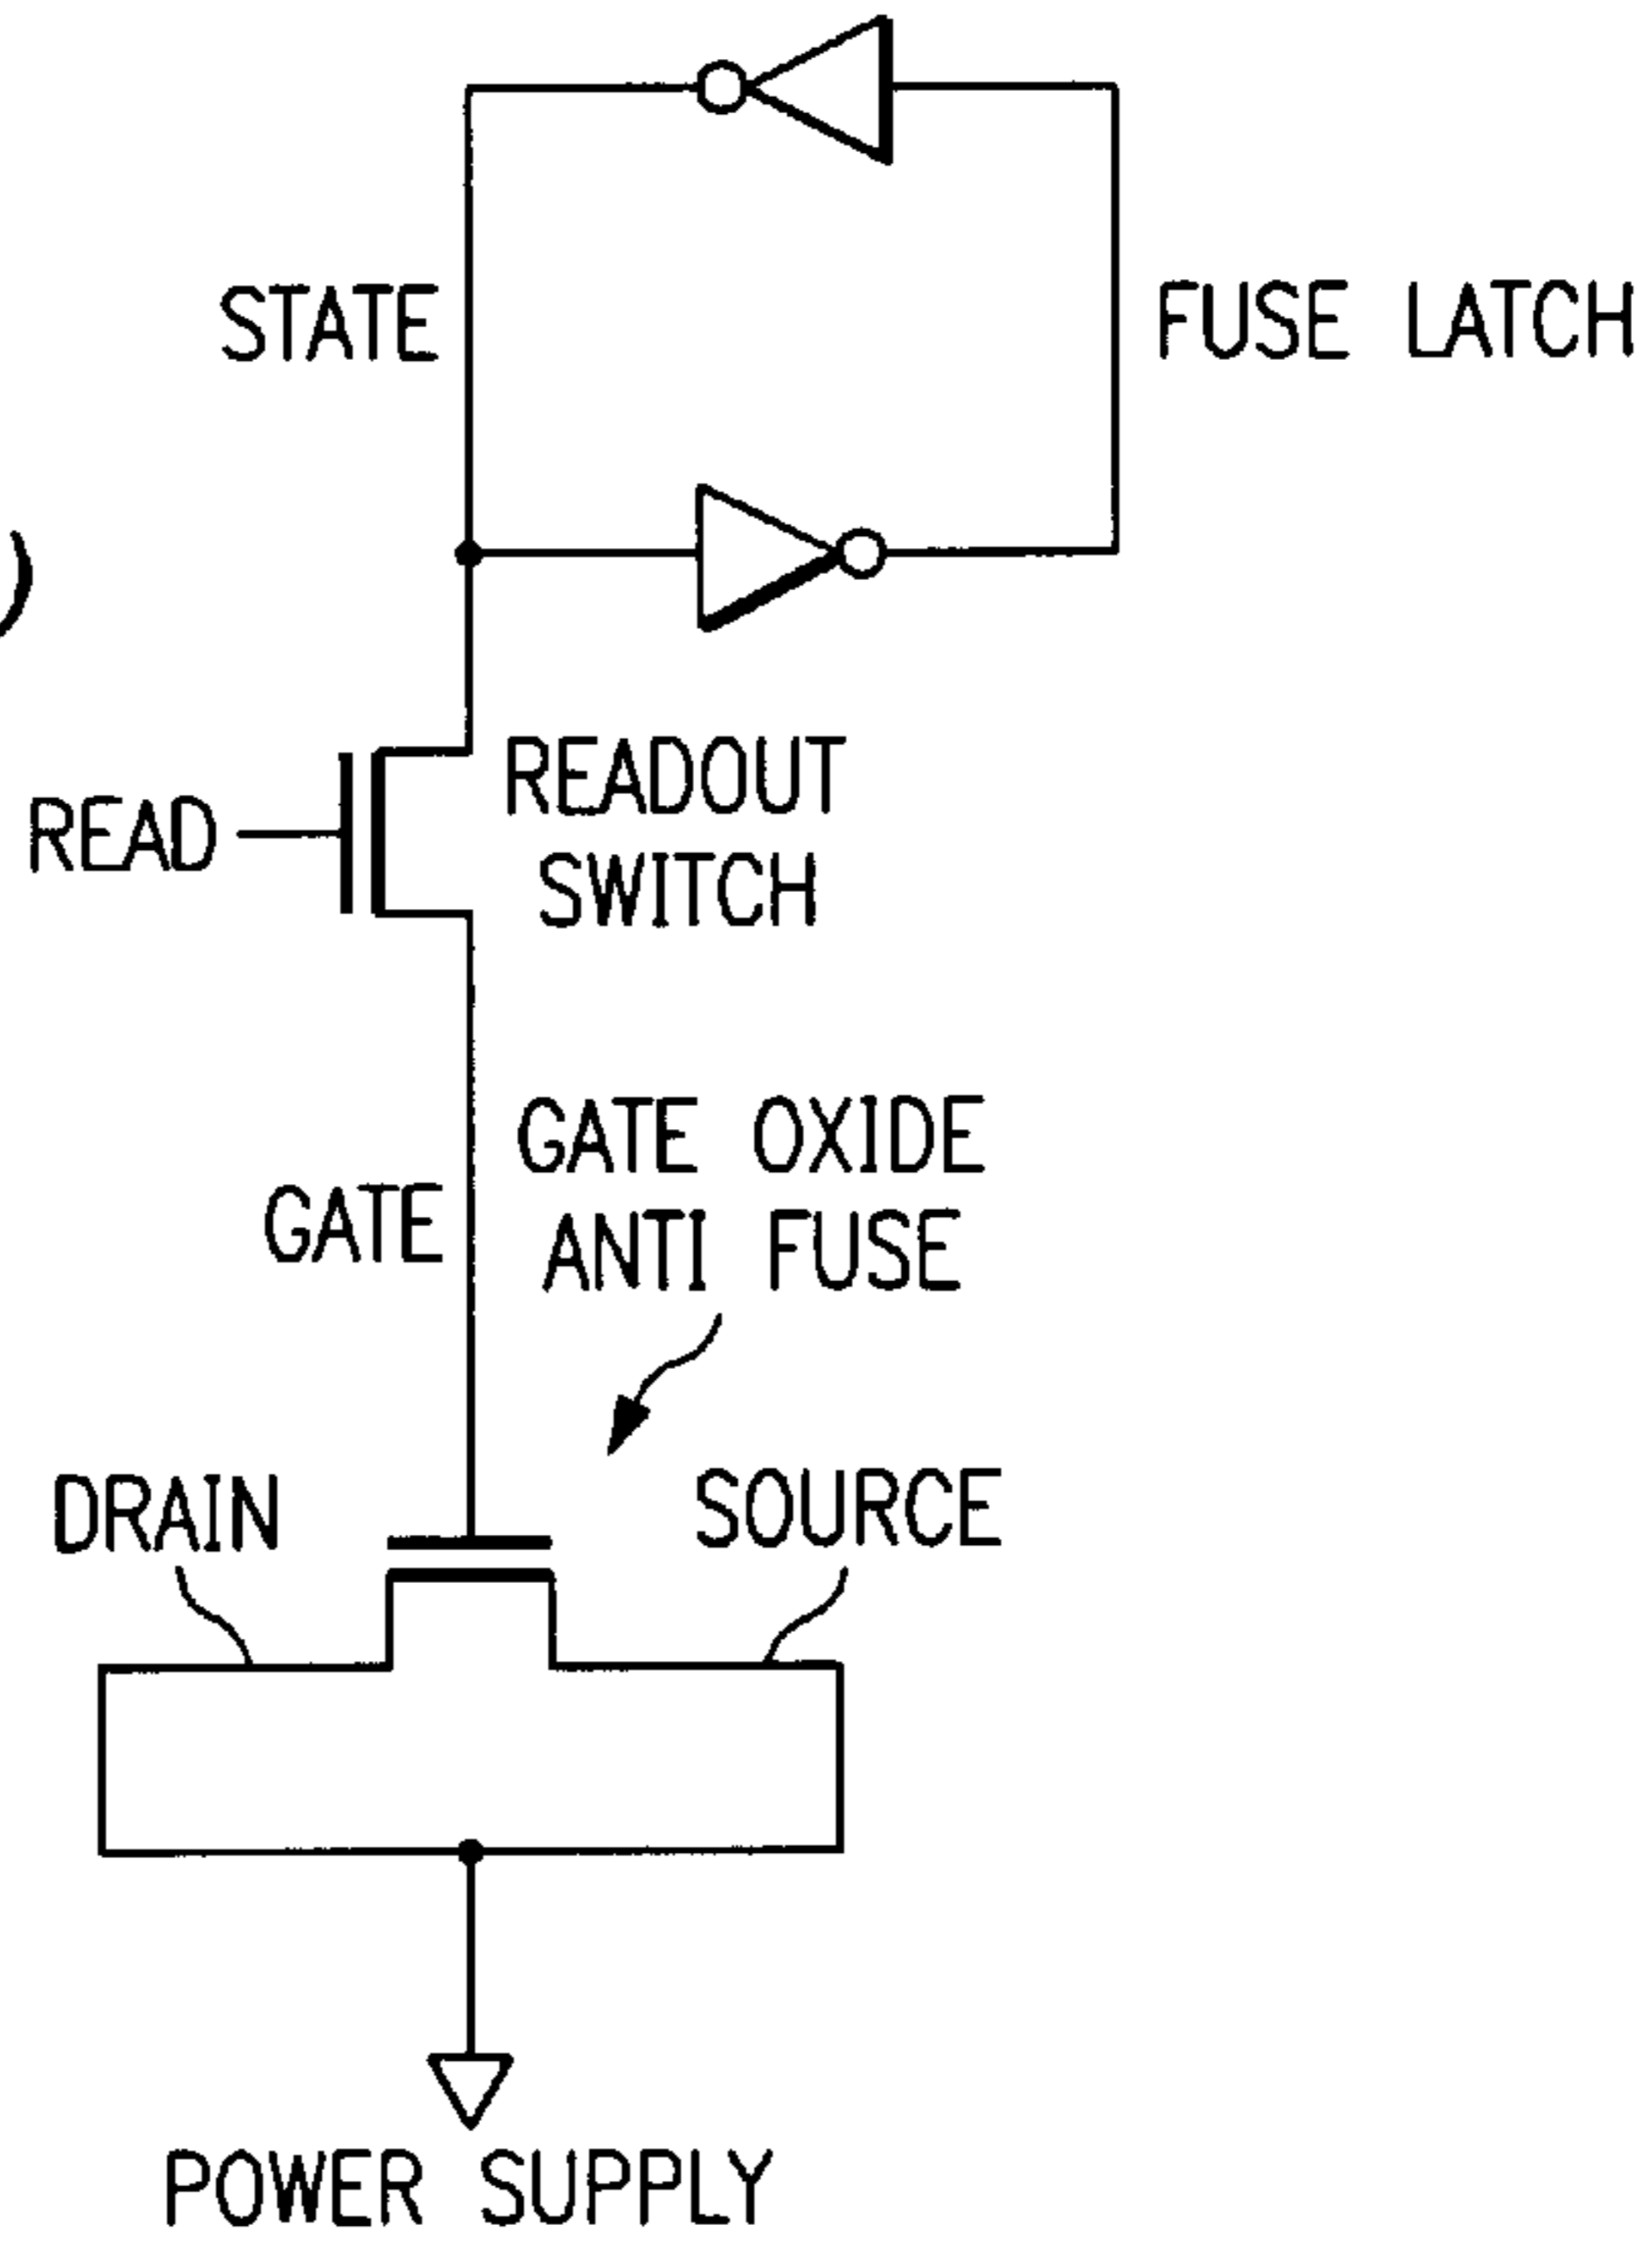 STATE
FUSE LATCH
)
READ
READOUT
SWITCH
GATE
GATE OXIDE
ANTI FUSE
DRAIN
SOURCE
POWER SUPPLY